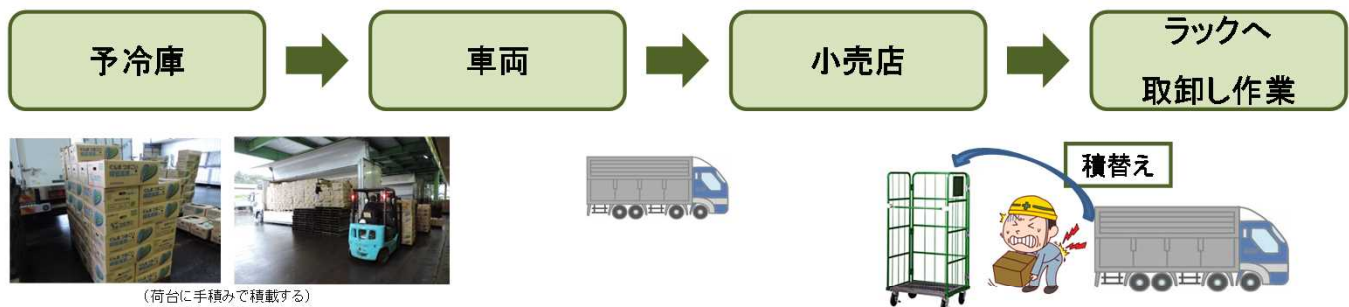 予冷庫
車両
小売店
ラックへ
取卸し作業
積替え
(荷台に手積みで積載する)